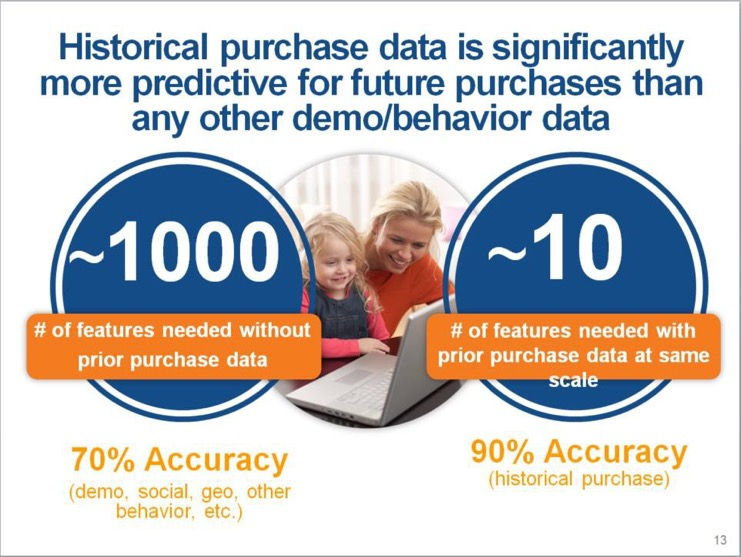 Historical purchase data is significantly
more predictive for future purchases than
any other demo/behavior data
~1000
# of features needed without
prior purchase data
70% Accuracy
(demo, social, geo, other
behavior, etc.)
~10
# of features needed with
prior purchase data at same
scale
90% Accuracy
(historical purchase)
13